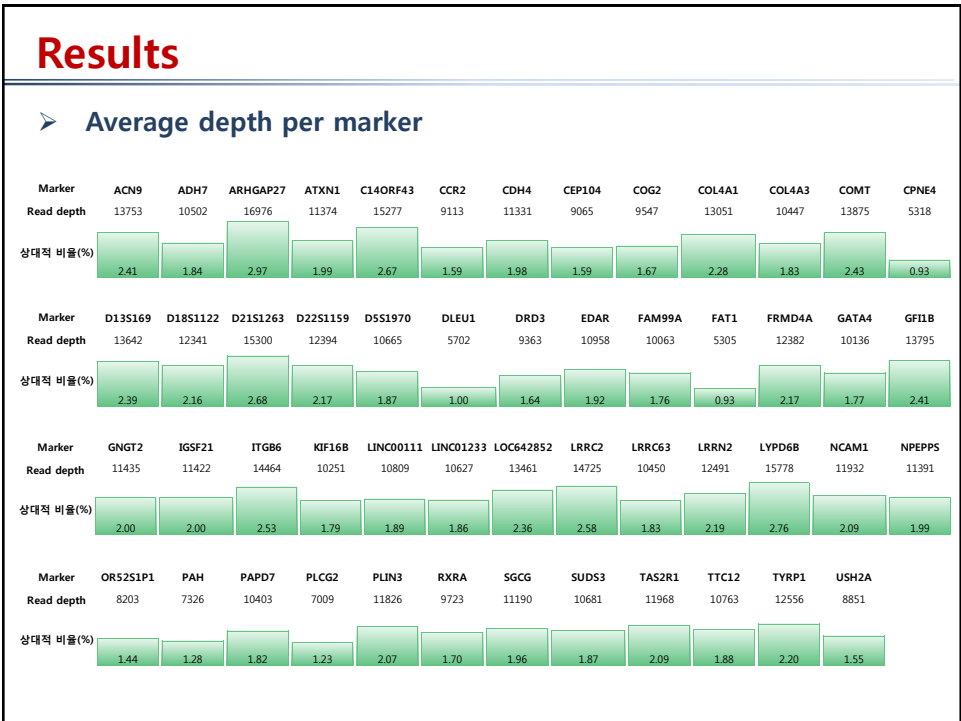 Results
➢ Average depth per marker
Marker ACN9 ADH7 ARHGAP27 ATXN1 C14ORF43 CCR2 CDH4 CEP104 COG2 COL4A1 COL4A3 COMT CPNE4
Read depth 13753 10502 16976 11374 15277 9113 11331 9065 9547 13051 10447 13875 5318
상대적 비율(%) 2.41 1.84 2.97 1.99 2.67 1.59 1.98 1.59 1.67 2.28 1.83 2.43 0.93
Marker D13S169 D18S1122 D21S1263 D22S1159 D5S1970 DLEU1 DRD3 EDAR FAM99A FAT1 FRMD4A GATA4 GFI1B
Read depth 13642 12341 15300 12394 10665 5702 9363 10958 10063 5305 12382 10136 13795
상대적 비율(%) 2.39 2.16 2.68 2.17 1.87 1.00 1.64 1.92 1.76 0.93 2.17 1.77 2.41
Marker GNGT2 IGSF21 ITGB6 KIF16B LINC00111 LINC01233 LOC642852 LRRC2 LRRC63 LRRN2 LYPD6B NCAM1 NPEPPS
Read depth 11435 11422 14464 10251 10809 10627 13461 14725 10450 12491 15778 11932 11391
상대적 비율(%) 2.00 2.00 2.53 1.79 1.89 1.86 2.36 2.58 1.83 2.19 2.76 2.09 1.99
Marker OR52S1P1 PAH PAPD7 PLCG2 PLIN3 RXRA SGCG SUDS3 TAS2R1 TTC12 TYRP1 USH2A
Read depth 8203 7326 10403 7009 11826 9723 11190 10681 11968 10763 12556 8851
상대적 비율(%) 1.44 1.28 1.82 1.23 2.07 1.70 1.96 1.87 2.09 1.88 2.20 1.55